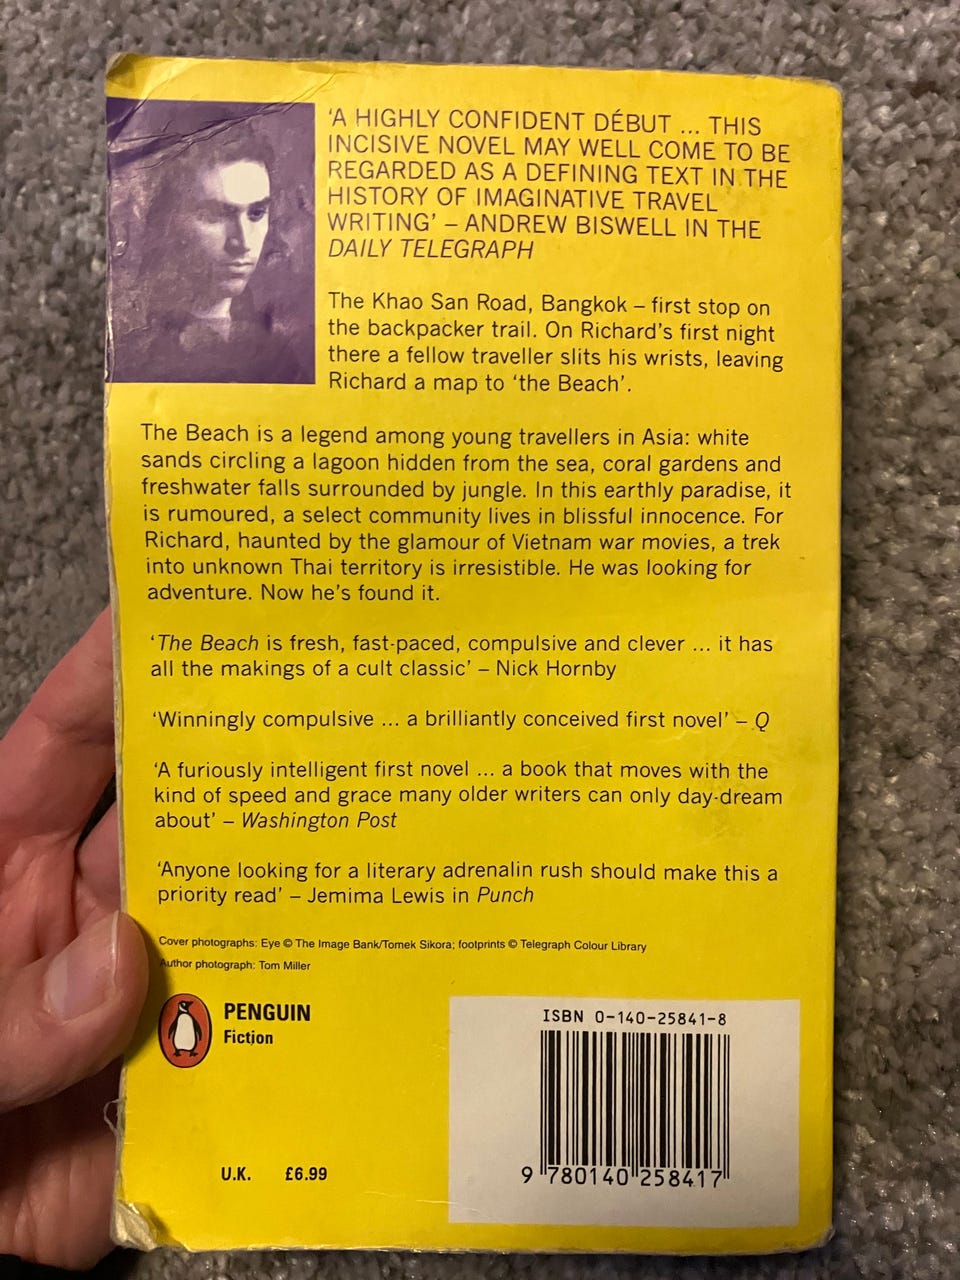 ‘A HIGHLY CONFIDENT DÉBUT ... THIS
INCISIVE NOVEL MAY WELL COME TO BE
REGARDED AS A DEFINING TEXT IN THE
HISTORY OF IMAGINATIVE TRAVEL
WRITING’ – ANDREW BISWELL IN THE
DAILY TELEGRAPH
The Khao San Road, Bangkok – first stop on
the backpacker trail. On Richard’s first night
there a fellow traveller slits his wrists, leaving
Richard a map to ‘the Beach’.
The Beach is a legend among young travellers in Asia: white
sands circling a lagoon hidden from the sea, coral gardens and
freshwater falls surrounded by jungle. In this earthly paradise, it
is rumoured, a select community lives in blissful innocence. For
Richard, haunted by the glamour of Vietnam war movies, a trek
into unknown Thai territory is irresistible. He was looking for
adventure. Now he’s found it.
‘The Beach is fresh, fast-paced, compulsive and clever ... it has
all the makings of a cult classic’ – Nick Hornby
‘Winningly compulsive ... a brilliantly conceived first novel’ – Q
‘A furiously intelligent first novel ... a book that moves with the
kind of speed and grace many older writers can only day-dream
about’ – Washington Post
‘Anyone looking for a literary adrenalin rush should make this a
priority read’ – Jemima Lewis in Punch
Cover photographs: Eye © The Image Bank/Tomek Sikora; footprints © Telegraph Colour Library
Author photograph: Tom Miller
PENGUIN
Fiction
U.K. £6.99
ISBN 0-140-25841-8
9 780140 258417